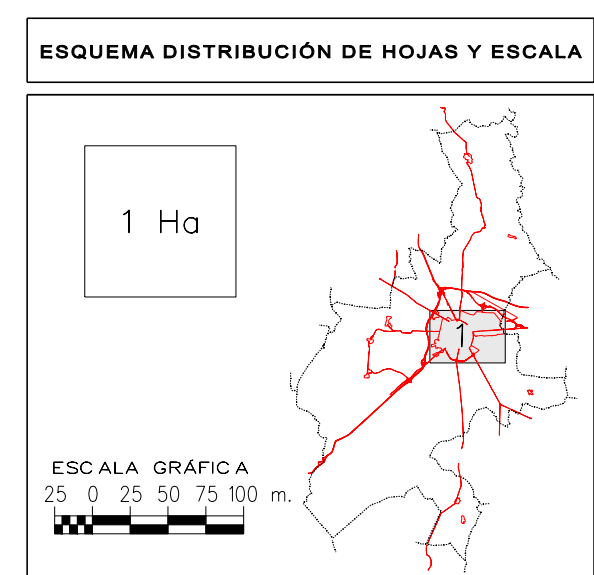 ESQUEMA DISTRIBUCIÓN DE HOJAS Y ESCALA
1 Ha
1
ESCALA GRÁFICA
25 0 25 50 75 100 m.